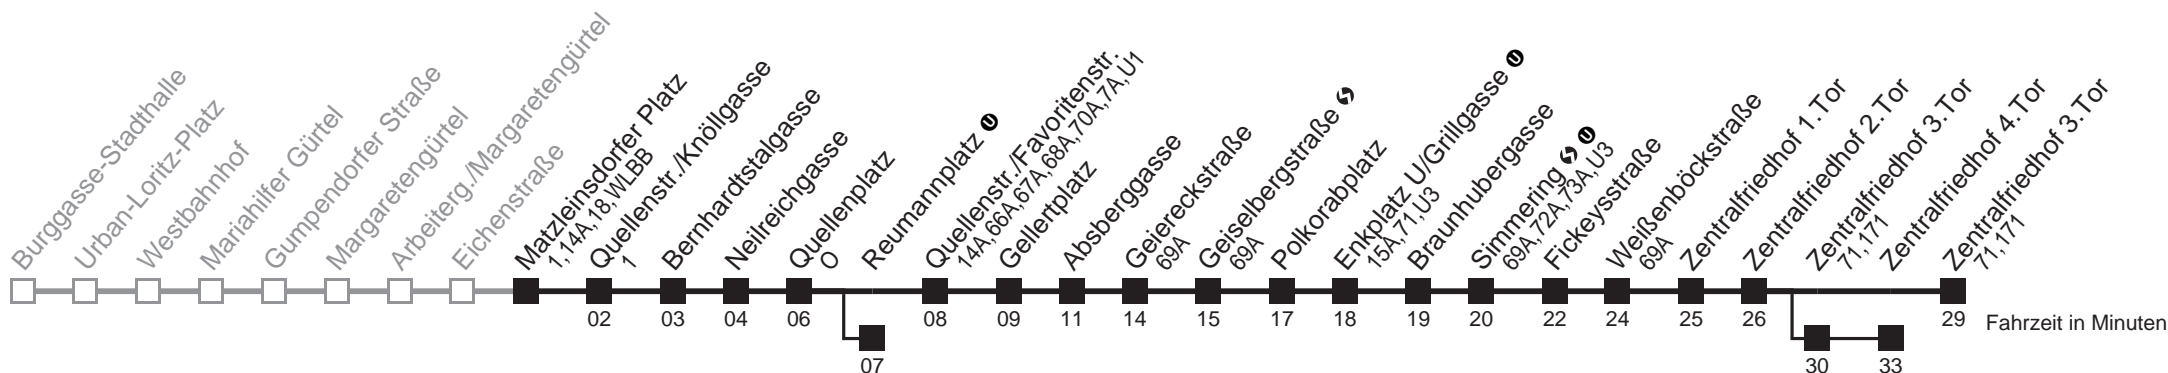 Burggasse-Stadthalle
Urban-Loritz-Platz
Westbahnhof
Mariahilfer Gürtel
Gumpendorfer Straße
Margaretengürtel
Arbeiterg./Margaretengürtel
Eichenstraße
Matzleinsdorfer Platz
1,14A,18,WLBB
Quellenstr./Knöllgasse
1
Bernhardtstalgasse
Neilreichgasse
Quellenplatz
O
Reumannplatz U
Quellenstr./Favoritenstr.
14A,66A,67A,68A,70A,7A,U1
Gellertplatz
Absberggasse
Geiereckstraße
69A
Geiselbergstraße S
69A
Polkorabplatz
Enkplatz U/Grillgasse U
15A,71,U3
Braunhubergasse
Simmering S U
69A,72A,73A,U3
Fickeysstraße
Weißenböckstraße
69A
Zentralfriedhof 1.Tor
Zentralfriedhof 2.Tor
Zentralfriedhof 3.Tor
71,171
Zentralfriedhof 4.Tor
Zentralfriedhof 3.Tor
71,171
02 03 04 06 08 09 11 14 15 17 18 19 20 22 24 25 26 29 Fahrzeit in Minuten
07 30 33